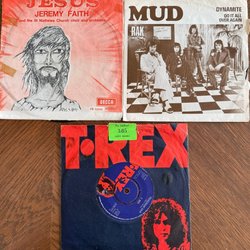 JESUS
JEREMY FAITH
and the St Matthews Church choir and orchestra
DECCA
MUD
DYNAMITE
DO IT ALL
OVER AGAIN
RAK
T·REX
185